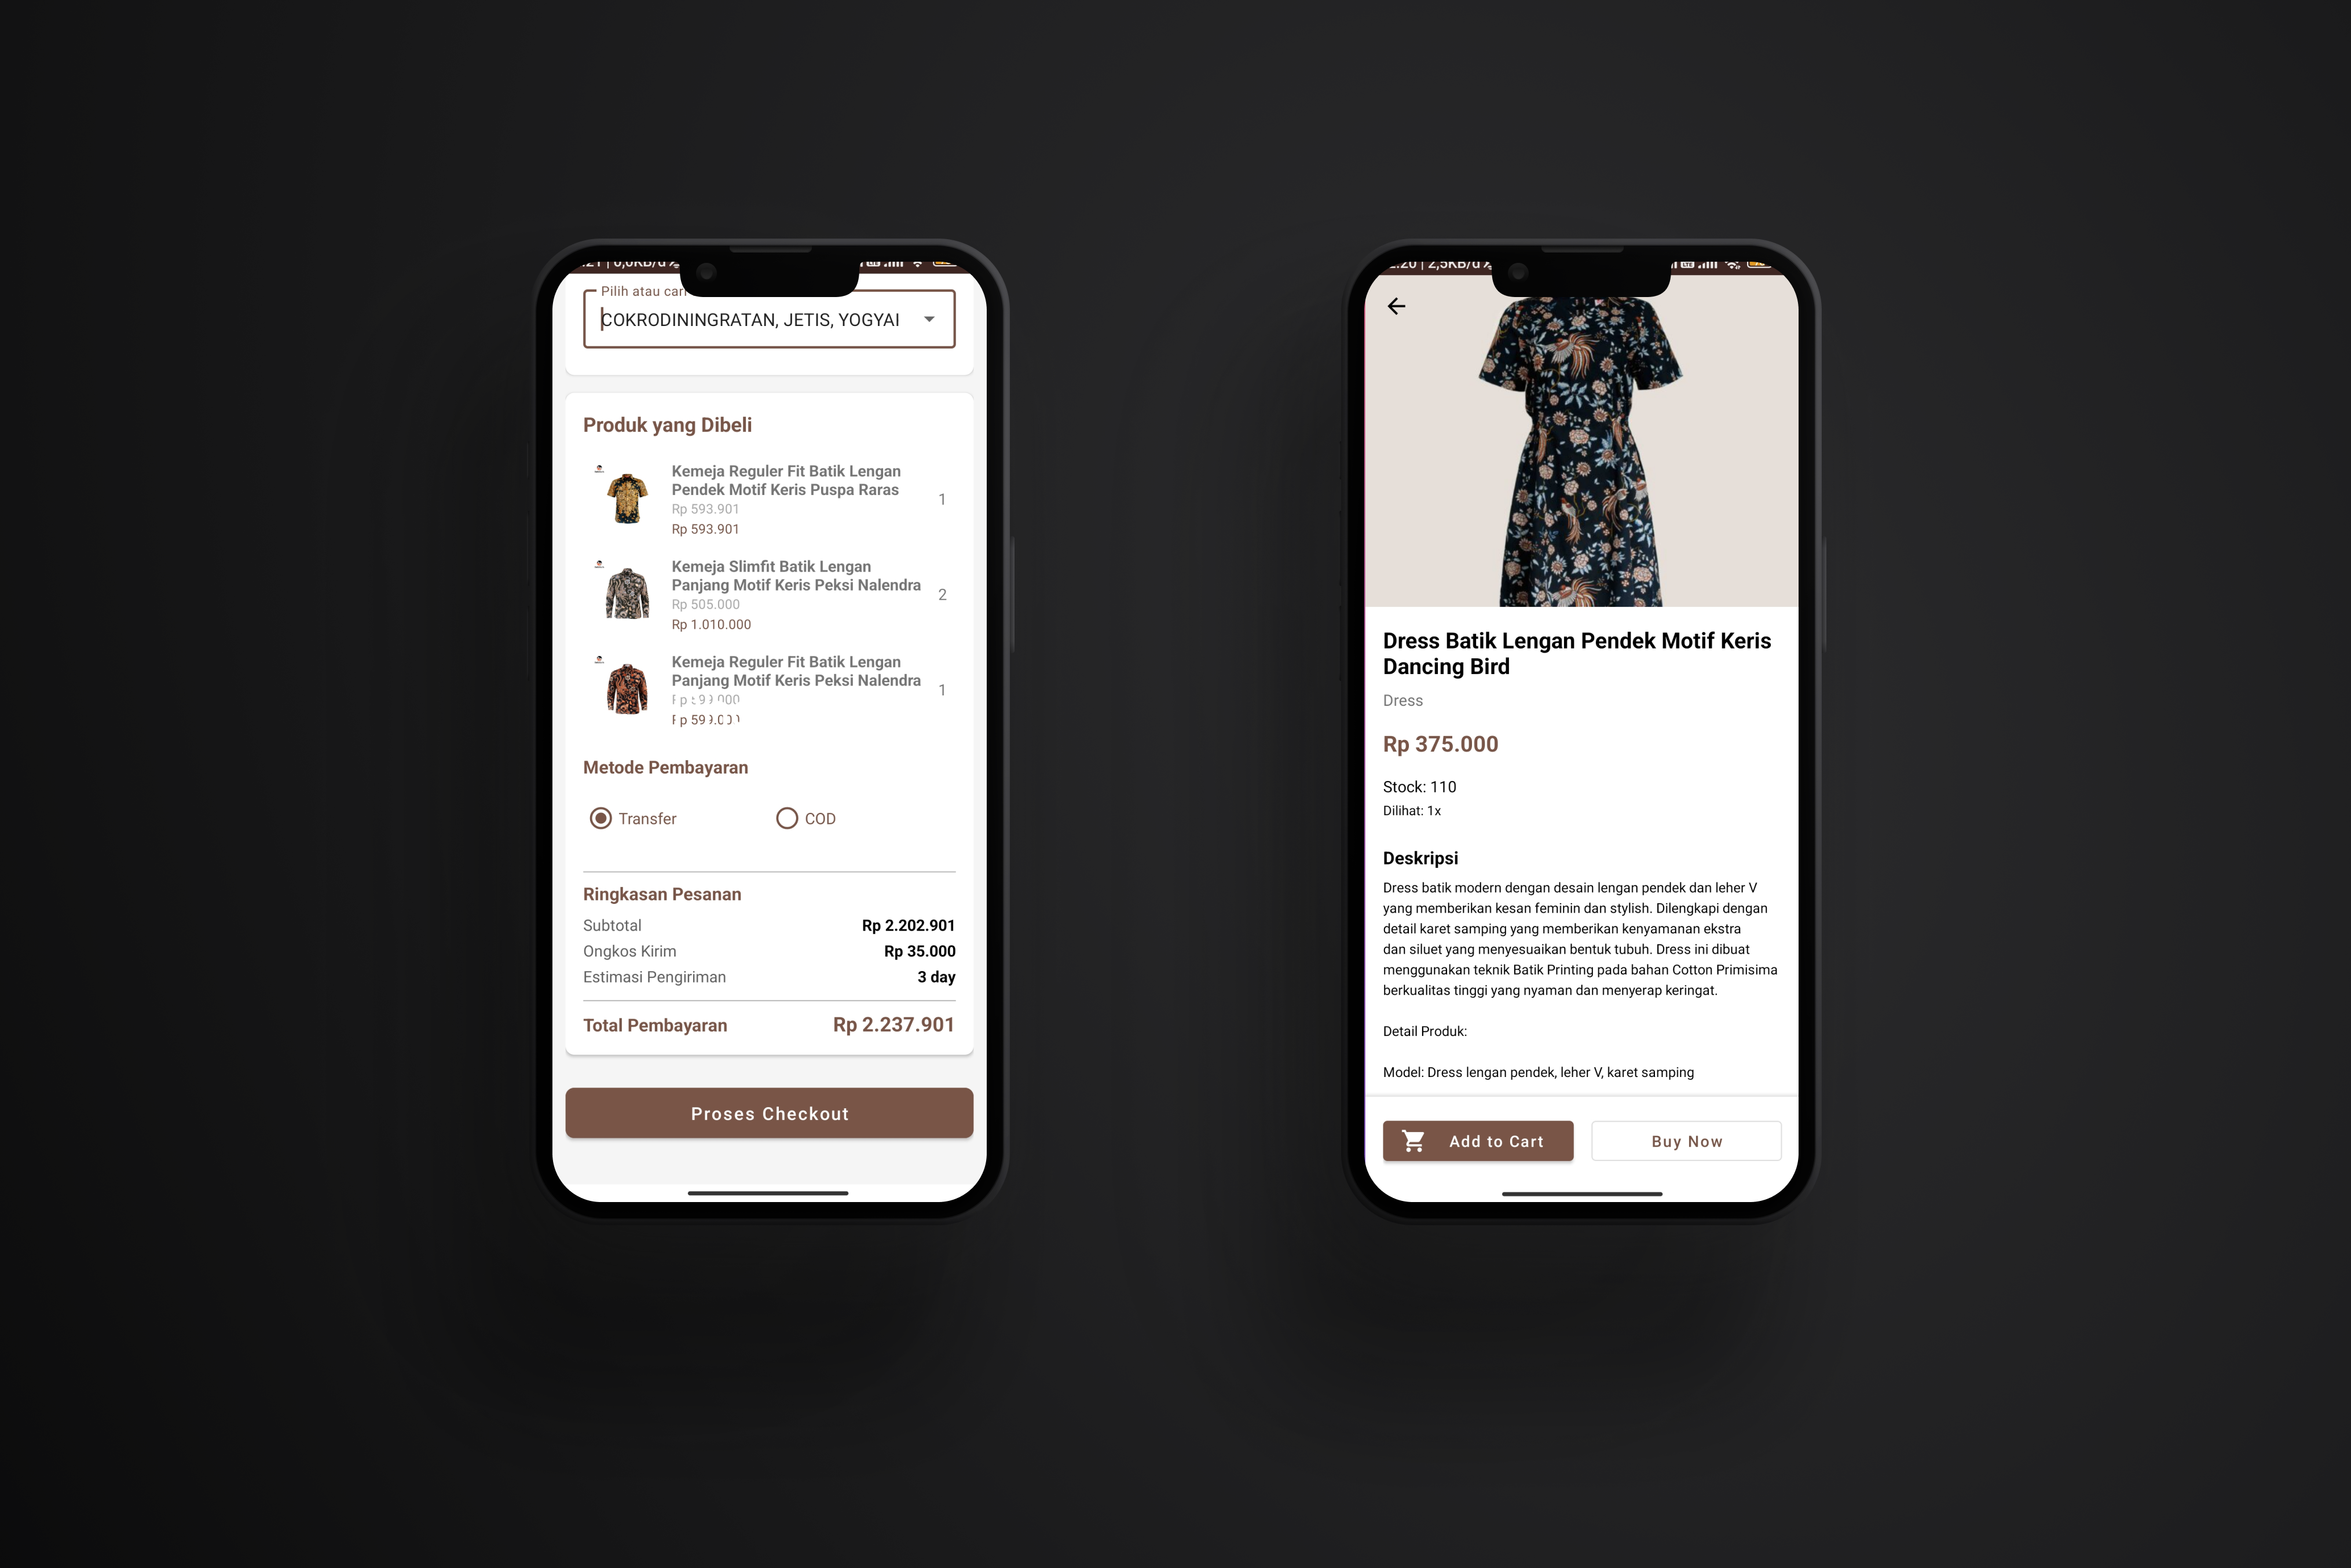 Pilih atau cari
COKRODININGRATAN, JETIS, YOGYAI
Produk yang Dibeli
Kemeja Reguler Fit Batik Lengan
Pendek Motif Keris Puspa Raras
Rp 593.901
Rp 593.901
1
Kemeja Slimfit Batik Lengan
Panjang Motif Keris Peksi Nalendra
Rp 505.000
Rp 1.010.000
2
Kemeja Reguler Fit Batik Lengan
Panjang Motif Keris Peksi Nalendra
1
Metode Pembayaran
Transfer
COD
Ringkasan Pesanan
Subtotal Rp 2.202.901
Ongkos Kirim Rp 35.000
Estimasi Pengiriman 3 day
Total Pembayaran Rp 2.237.901
Proses Checkout
Dress Batik Lengan Pendek Motif Keris
Dancing Bird
Dress
Rp 375.000
Stock: 110
Dilihat: 1x
Deskripsi
Dress batik modern dengan desain lengan pendek dan leher V
yang memberikan kesan feminin dan stylish. Dilengkapi dengan
detail karet samping yang memberikan kenyamanan ekstra
dan siluet yang menyesuaikan bentuk tubuh. Dress ini dibuat
menggunakan teknik Batik Printing pada bahan Cotton Primisima
berkualitas tinggi yang nyaman dan menyerap keringat.
Detail Produk:
Model: Dress lengan pendek, leher V, karet samping
Add to Cart
Buy Now